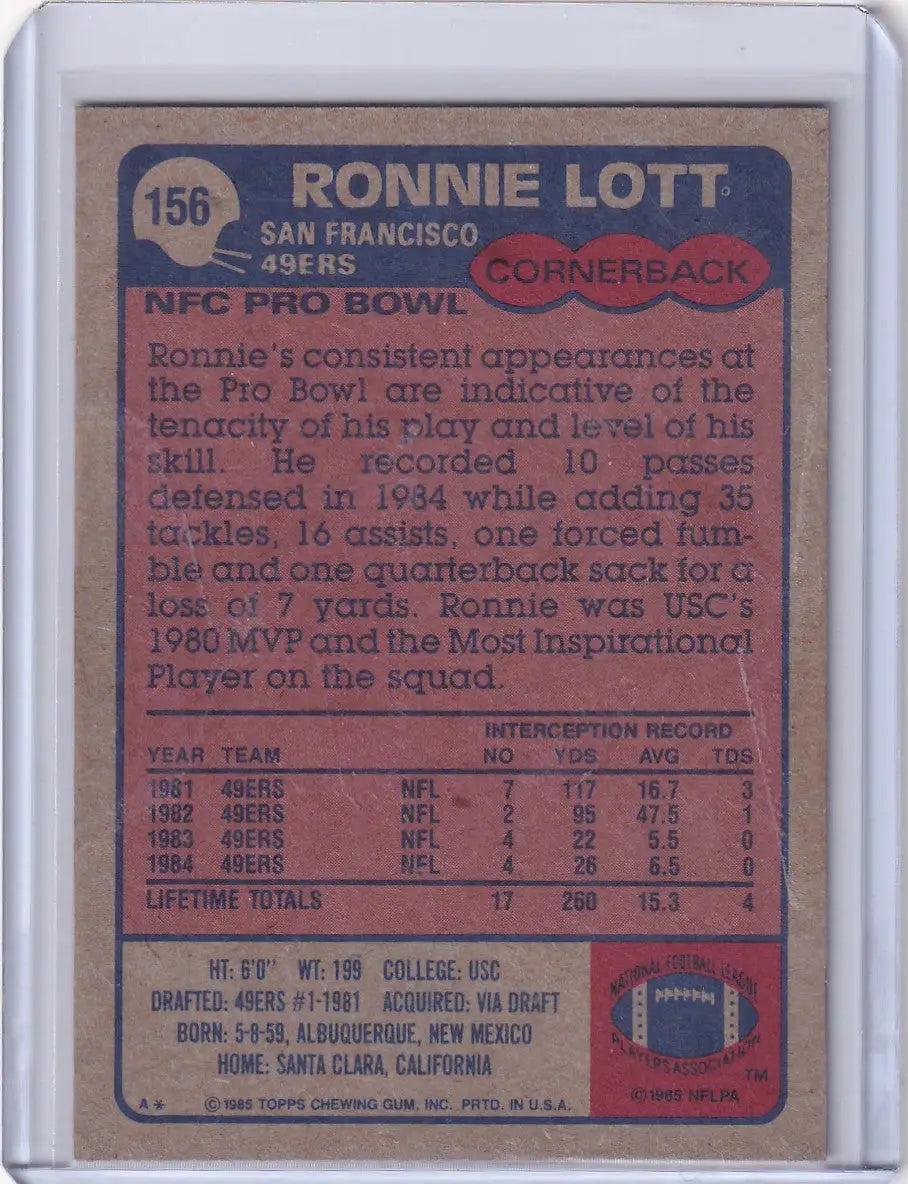 156
RONNIE LOTT
SAN FRANCISCO
49ERS
CORNERBACK
NFC PRO BOWL
Ronnie's consistent appearances at
the Pro Bowl are indicative of the
tenacity of his play and level of his
skill. He recorded 10 passes
defensed in 1984 while adding 35
tackles, 16 assists, one forced fum-
ble and one quarterback sack for a
loss of 7 yards. Ronnie was USC's
1980 MVP and the Most Inspirational
Player on the squad.
INTERCEPTION RECORD
YEAR TEAM NO YDS AVG TDS
1981 49ERS NFL 7 117 16.7 3
1982 49ERS NFL 2 95 47.5 1
1983 49ERS NFL 4 22 5.5 0
1984 49ERS NFL 4 26 6.5 0
LIFETIME TOTALS 17 260 15.3 4
HT: 6'0" WT: 199 COLLEGE: USC
DRAFTED: 49ERS #1-1981 ACQUIRED: VIA DRAFT
BORN: 5-8-59, ALBUQUERQUE, NEW MEXICO
HOME: SANTA CLARA, CALIFORNIA
A* © 1985 TOPPS CHEWING GUM, INC. PRTD. IN U.S.A.
NATIONAL FOOTBALL LEAGUE
PLAYERS ASSOCIATION
TM
© 1985 NFLPA